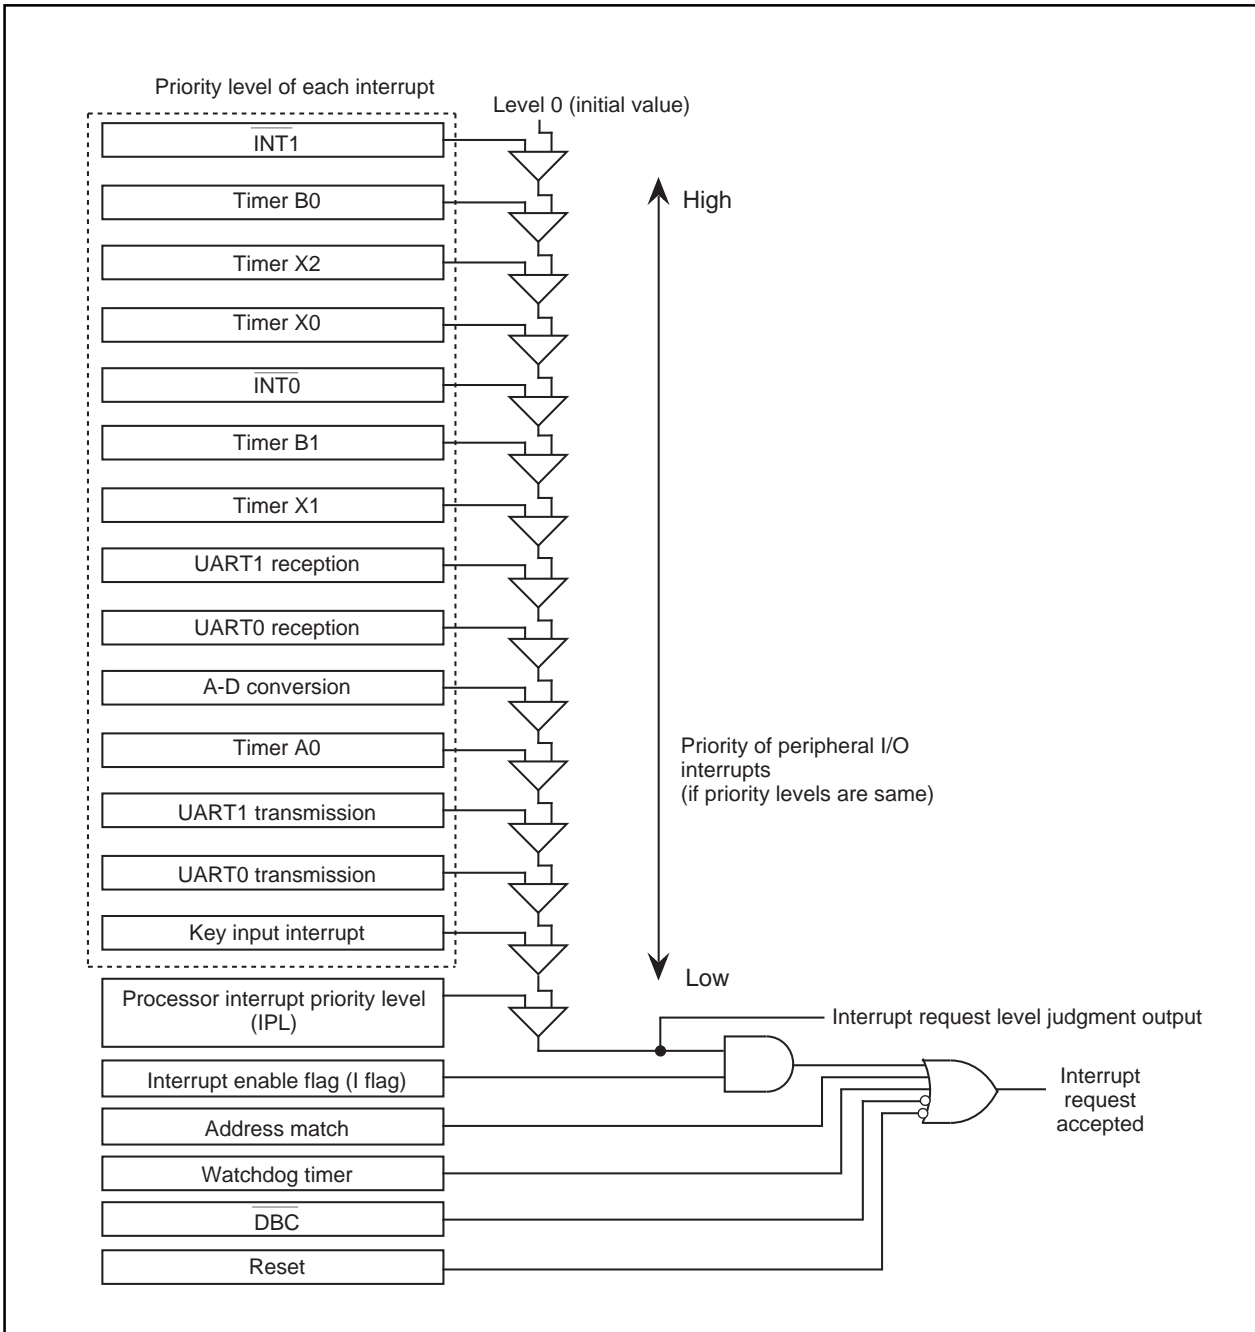 Priority level of each interrupt
Level 0 (initial value)
INT1
Timer B0
High
Timer X2
Timer X0
INT0
Timer B1
Timer X1
UART1 reception
UART0 reception
A-D conversion
Timer A0
Priority of peripheral I/O
interrupts
(if priority levels are same)
UART1 transmission
UART0 transmission
Key input interrupt
Low
Processor interrupt priority level
(IPL)
Interrupt request level judgment output
Interrupt enable flag (I flag)
Interrupt
request
accepted
Address match
Watchdog timer
DBC
Reset